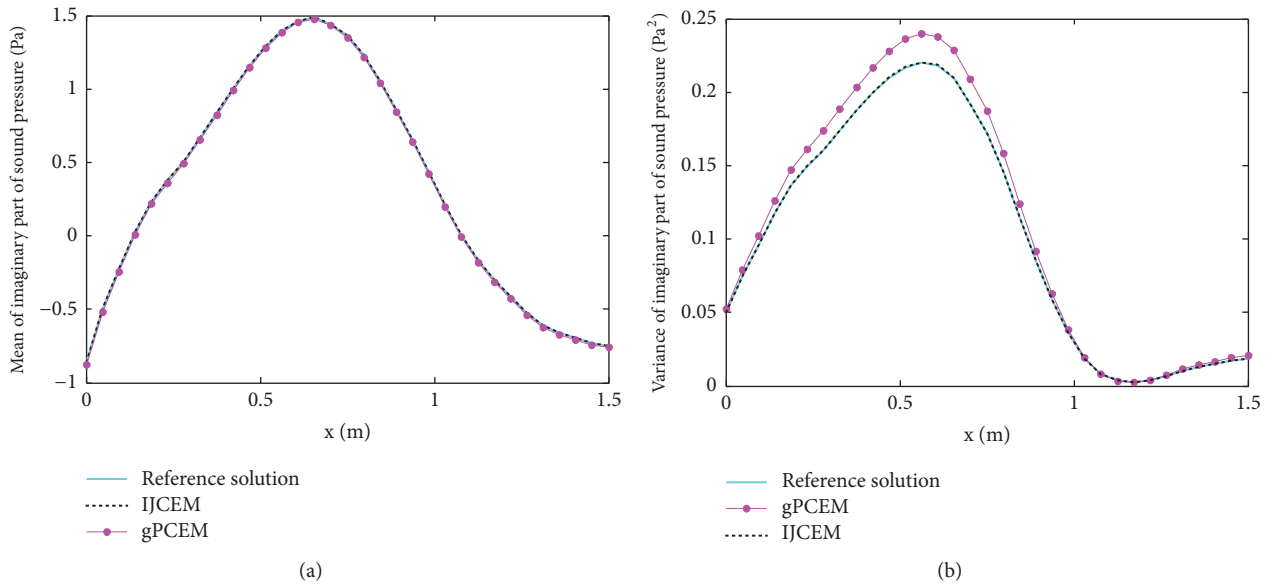 Mean of imaginary part of sound pressure (Pa)
1.5
1
0.5
0
−0.5
−1
0
0.5
1
1.5
x (m)
Reference solution
IJCEM
gPCEM
(a)
Variance of imaginary part of sound pressure (Pa²)
0.25
0.2
0.15
0.1
0.05
0
0
0.5
1
1.5
x (m)
Reference solution
gPCEM
IJCEM
(b)